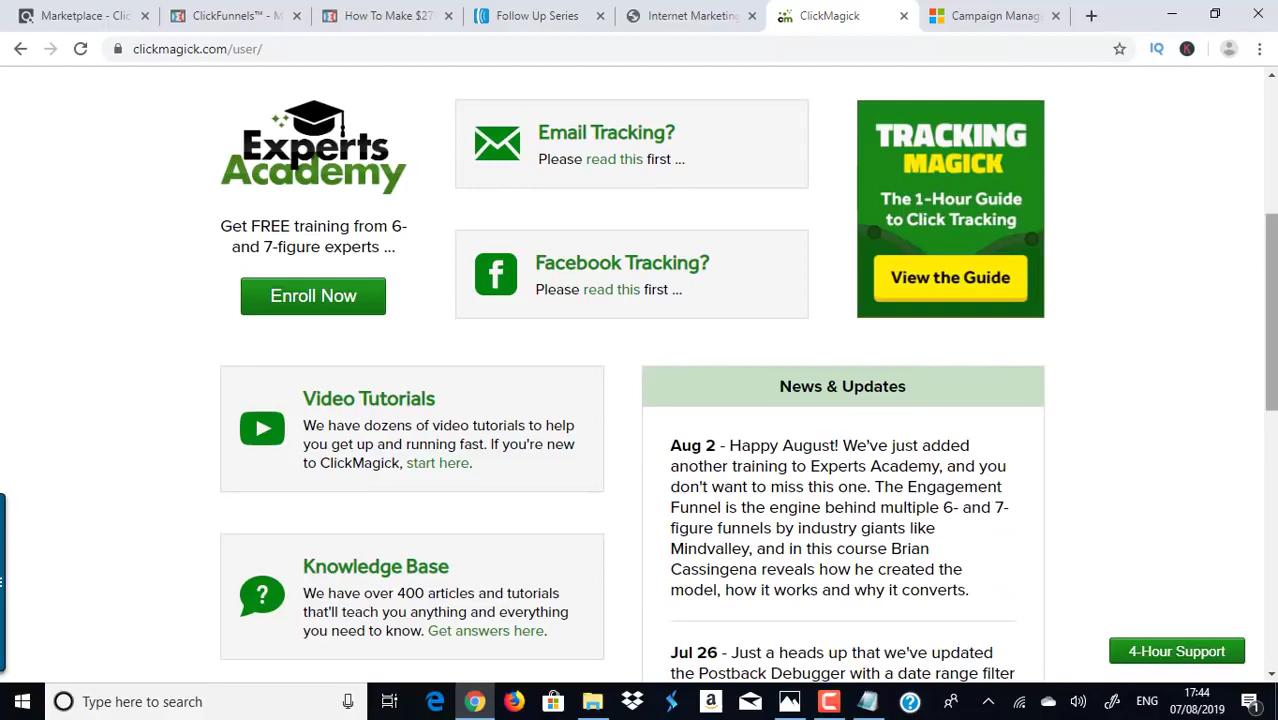 Marketplace - Clic
ClickFunnels™ - M
How To Make $27
Follow Up Series
Internet Marketing
ClickMagick
Campaign Manag
clickmagick.com/user/
Experts
Academy
Get FREE training from 6-
and 7-figure experts ...
Enroll Now
Email Tracking?
Please read this first ...
Facebook Tracking?
Please read this first ...
TRACKING
MAGICK
The 1-Hour Guide
to Click Tracking
View the Guide
Video Tutorials
We have dozens of video tutorials to help
you get up and running fast. If you're new
to ClickMagick, start here.
Knowledge Base
We have over 400 articles and tutorials
that'll teach you anything and everything
you need to know. Get answers here.
News & Updates
Aug 2 - Happy August! We've just added
another training to Experts Academy, and you
don't want to miss this one. The Engagement
Funnel is the engine behind multiple 6- and 7-
figure funnels by industry giants like
Mindvalley, and in this course Brian
Cassingena reveals how he created the
model, how it works and why it converts.
Jul 26 - Just a heads up that we've updated
the Postback Debugger with a date range filter
4-Hour Support
Type here to search
ENG
17:44
07/08/2019